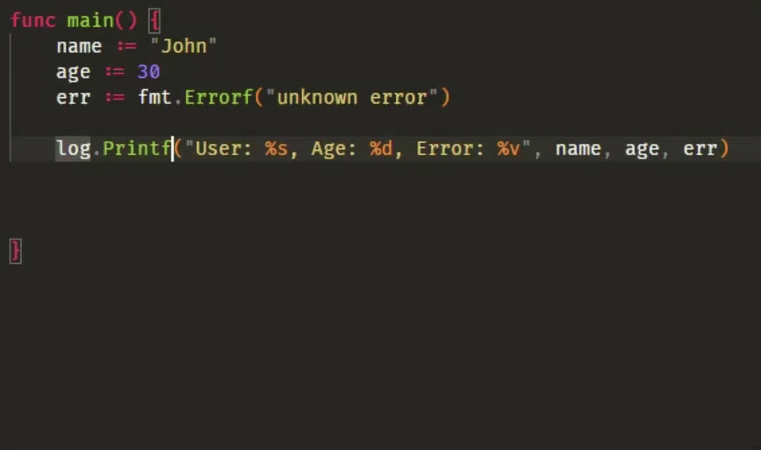 func main() {
    name := "John"
    age := 30
    err := fmt.Errorf("unknown error")
    log.Printf("User: %s, Age: %d, Error: %v", name, age, err)
}